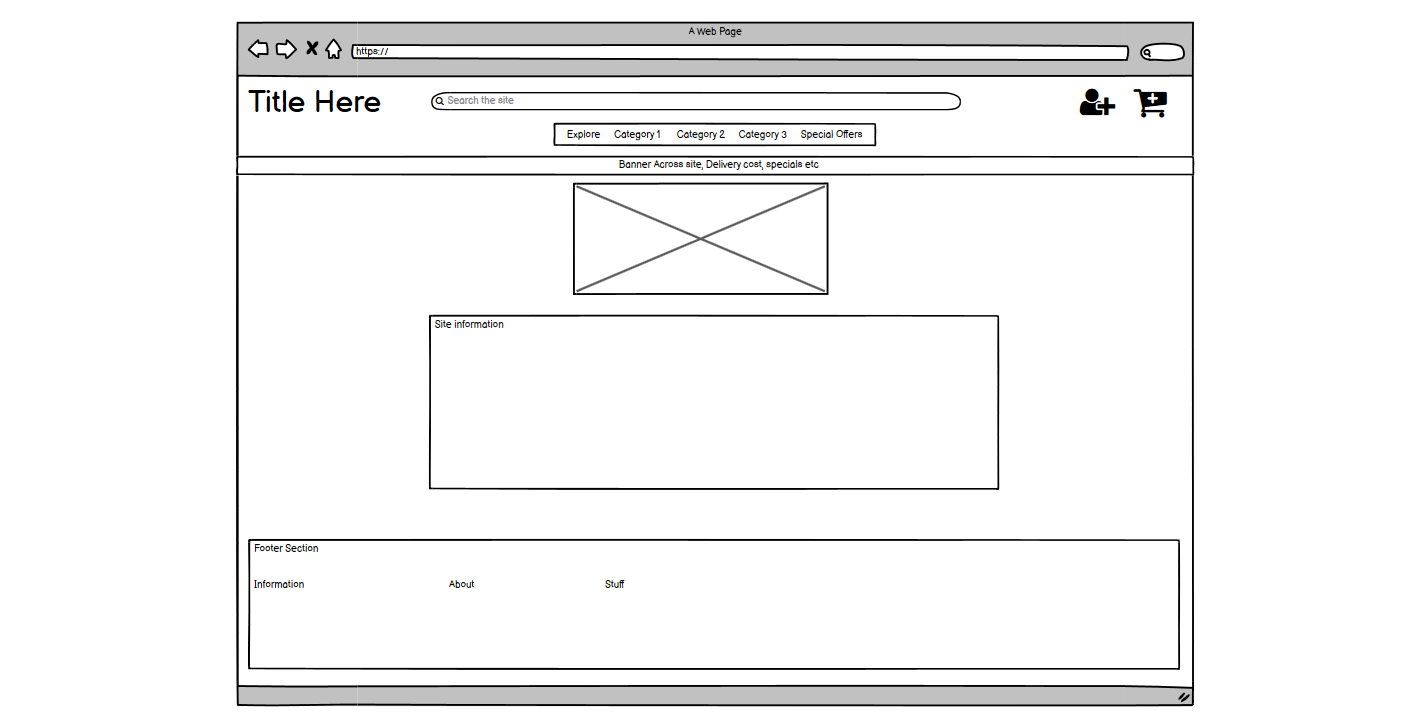 A Web Page
https://
Title Here
Search the site
Explore Category 1 Category 2 Category 3 Special Offers
Banner Across site, Delivery cost, specials etc
Site information
Footer Section
Information About Stuff